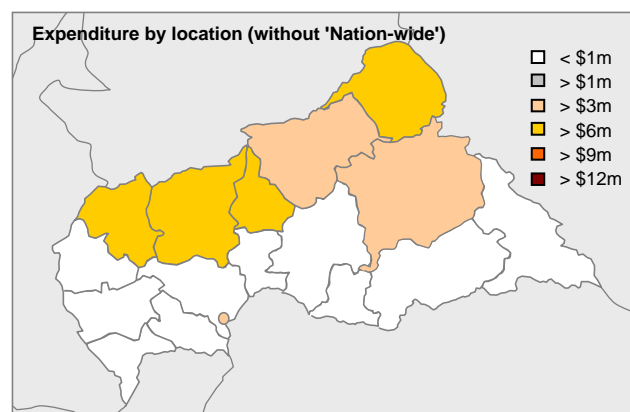 Expenditure by location (without 'Nation-wide')
< $1m
> $1m
> $3m
> $6m
> $9m
> $12m